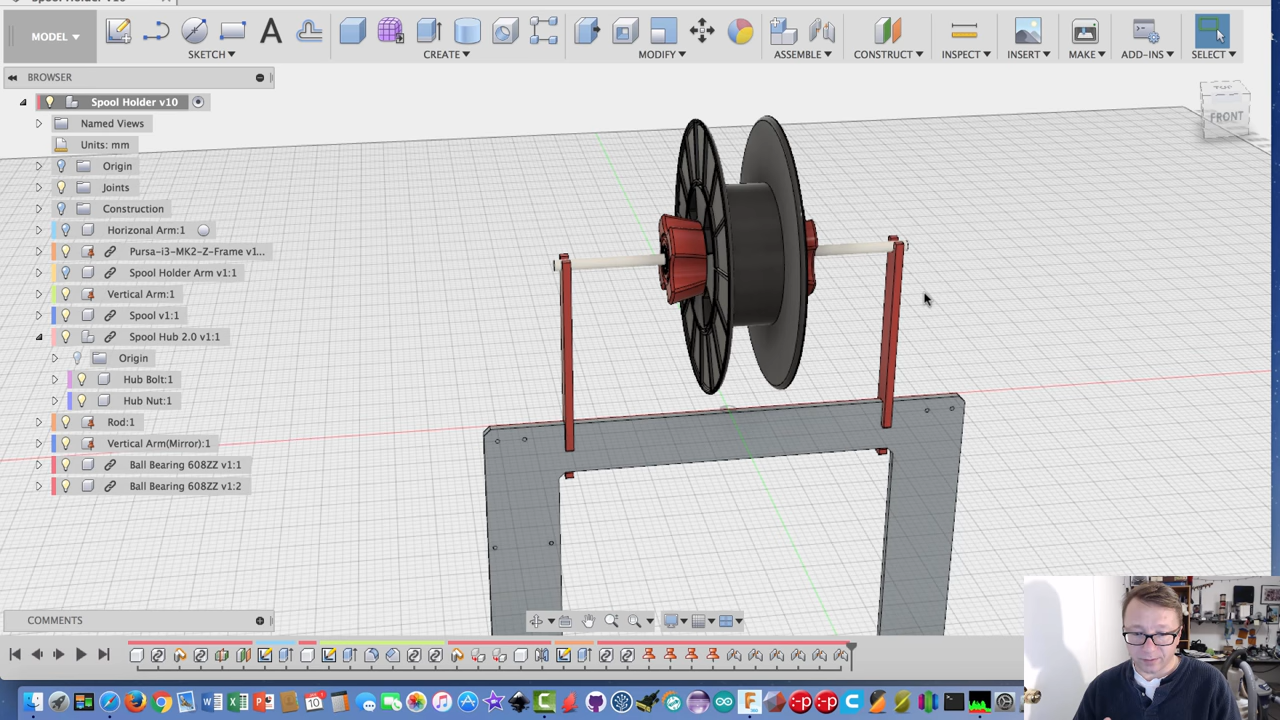 Spool Holder v10
MODEL
SKETCH
CREATE
MODIFY
ASSEMBLE
CONSTRUCT
INSPECT
INSERT
MAKE
ADD-INS
SELECT
BROWSER
Spool Holder v10
Named Views
Units: mm
Origin
Joints
Construction
Horizonal Arm:1
Pursa-i3-MK2-Z-Frame v1...
Spool Holder Arm v1:1
Vertical Arm:1
Spool v1:1
Spool Hub 2.0 v1:1
Origin
Hub Bolt:1
Hub Nut:1
Rod:1
Vertical Arm(Mirror):1
Ball Bearing 608ZZ v1:1
Ball Bearing 608ZZ v1:2
FRONT
COMMENTS